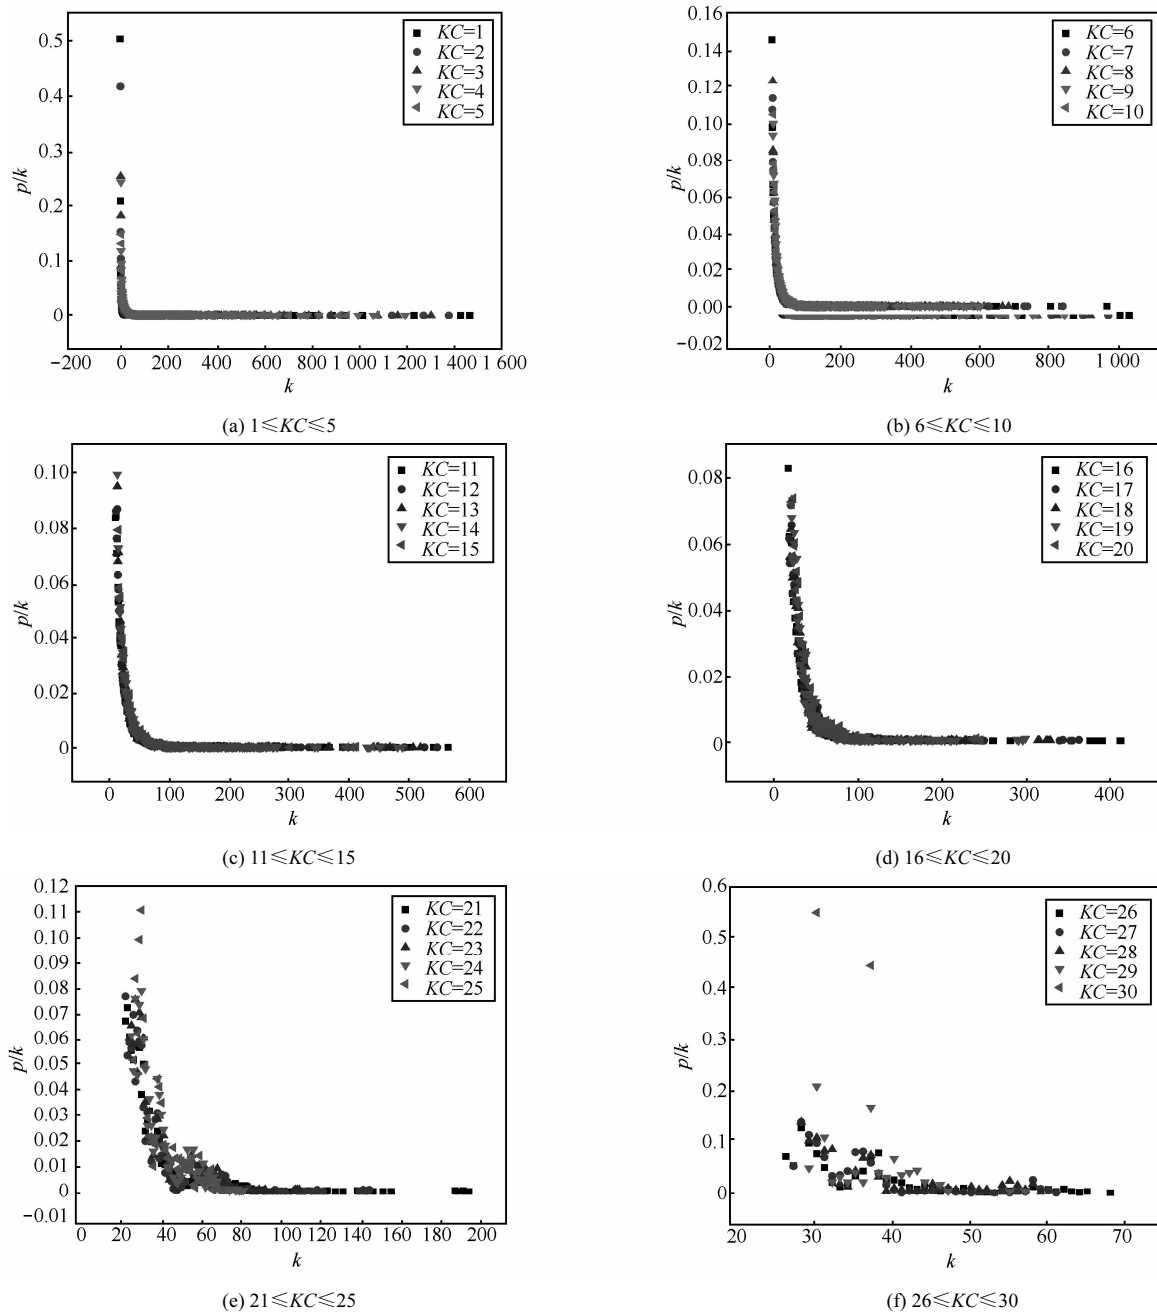 0.5
0.4
0.3
0.2
0.1
0
p/k
−200
0
200
400
600
800
1 000
1 200
1 400
1 600
k
KC=1
KC=2
KC=3
KC=4
KC=5
(a) 1≤KC≤5
0.16
0.14
0.12
0.10
0.08
0.06
0.04
0.02
0.00
−0.02
p/k
0
200
400
600
800
1 000
k
KC=6
KC=7
KC=8
KC=9
KC=10
(b) 6≤KC≤10
0.10
0.08
0.06
0.04
0.02
0
p/k
0
100
200
300
400
500
600
k
KC=11
KC=12
KC=13
KC=14
KC=15
(c) 11≤KC≤15
0.08
0.06
0.04
0.02
0
p/k
0
100
200
300
400
k
KC=16
KC=17
KC=18
KC=19
KC=20
(d) 16≤KC≤20
0.12
0.11
0.10
0.09
0.08
0.07
0.06
0.05
0.04
0.03
0.02
0.01
0
−0.01
p/k
0
20
40
60
80
100
120
140
160
180
200
k
KC=21
KC=22
KC=23
KC=24
KC=25
(e) 21≤KC≤25
0.6
0.5
0.4
0.3
0.2
0.1
0
p/k
20
30
40
50
60
70
k
KC=26
KC=27
KC=28
KC=29
KC=30
(f) 26≤KC≤30